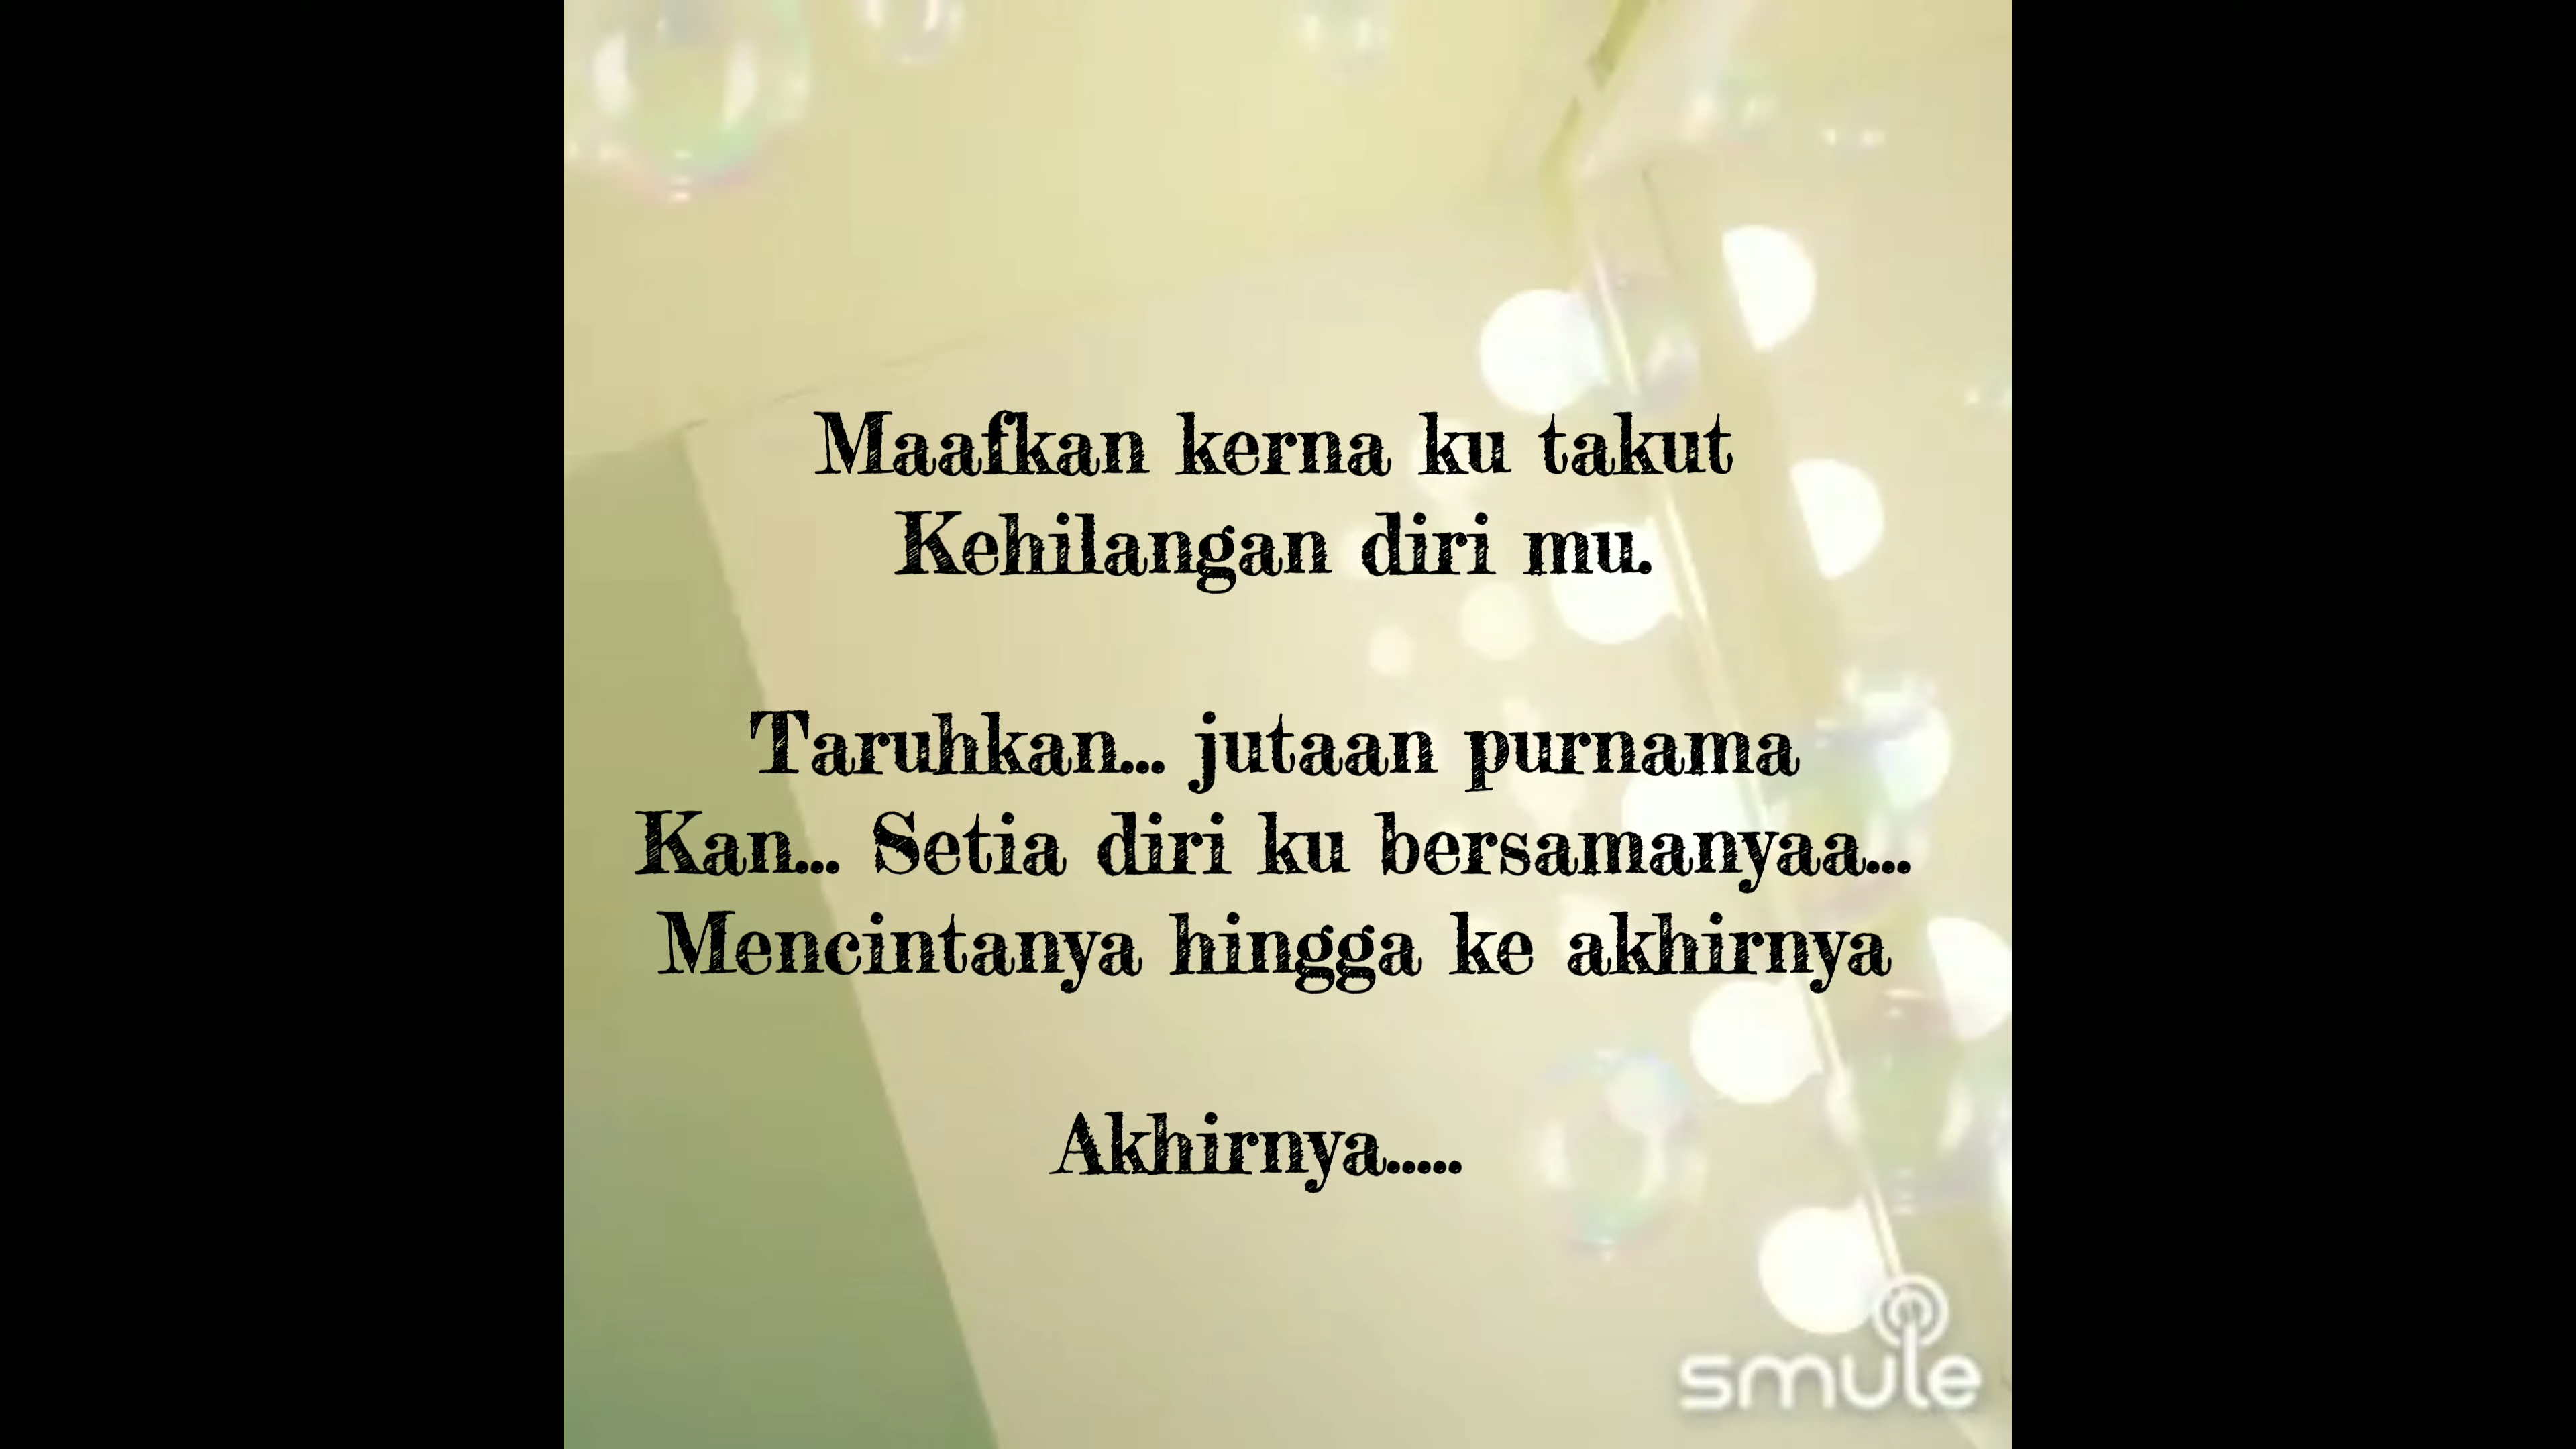 Maafkan kerna ku takut
Kehilangan diri mu.
Taruhkan... jutaan purnama
Kan... Setia diri ku bersamanyaa...
Mencintanya hingga ke akhirnya
Akhirnya.....
smule